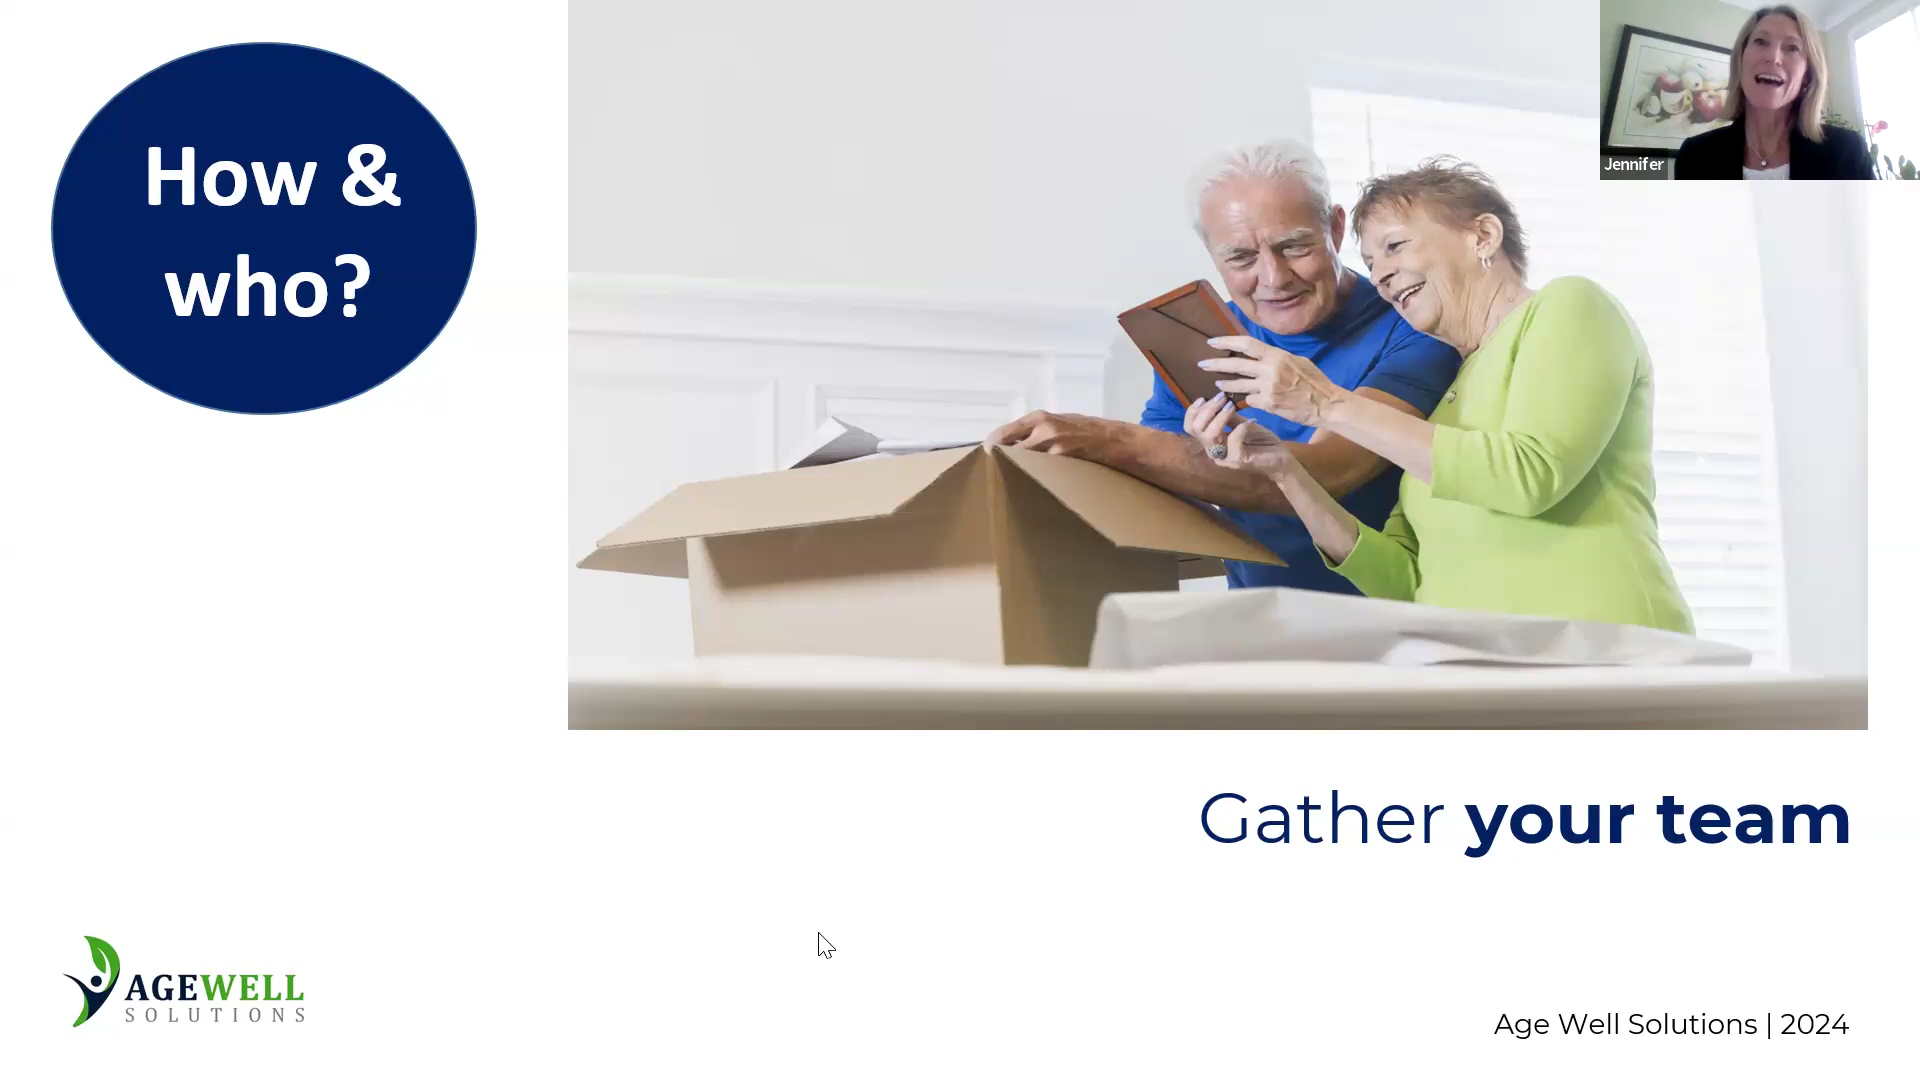 How &
who?
Jennifer
Gather your team
AGEWELL
SOLUTIONS
Age Well Solutions | 2024